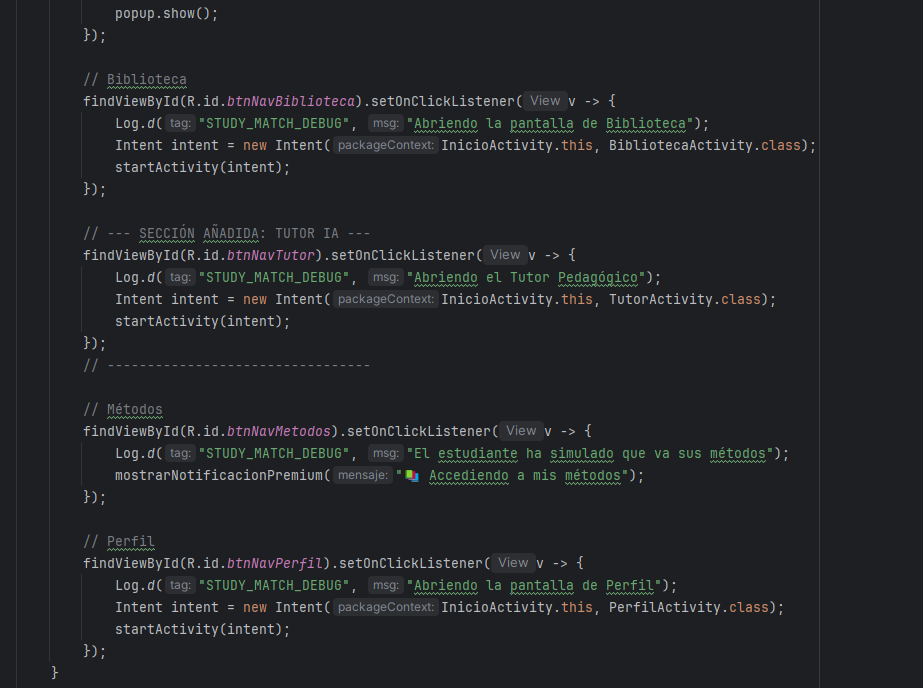 popup.show();
});
// Biblioteca
findViewById(R.id.btnNavBiblioteca).setOnClickListener( View v -> {
Log.d( tag: "STUDY_MATCH_DEBUG", msg: "Abriendo la pantalla de Biblioteca");
Intent intent = new Intent( packageContext: InicioActivity.this, BibliotecaActivity.class);
startActivity(intent);
});
// --- SECCIÓN AÑADIDA: TUTOR IA ---
findViewById(R.id.btnNavTutor).setOnClickListener( View v -> {
Log.d( tag: "STUDY_MATCH_DEBUG", msg: "Abriendo el Tutor Pedagógico");
Intent intent = new Intent( packageContext: InicioActivity.this, TutorActivity.class);
startActivity(intent);
});
// ---------------------------------
// Métodos
findViewById(R.id.btnNavMetodos).setOnClickListener( View v -> {
Log.d( tag: "STUDY_MATCH_DEBUG", msg: "El estudiante ha simulado que va sus métodos");
mostrarNotificacionPremium( mensaje: "📚 Accediendo a mis métodos");
});
// Perfil
findViewById(R.id.btnNavPerfil).setOnClickListener( View v -> {
Log.d( tag: "STUDY_MATCH_DEBUG", msg: "Abriendo la pantalla de Perfil");
Intent intent = new Intent( packageContext: InicioActivity.this, PerfilActivity.class);
startActivity(intent);
});
}